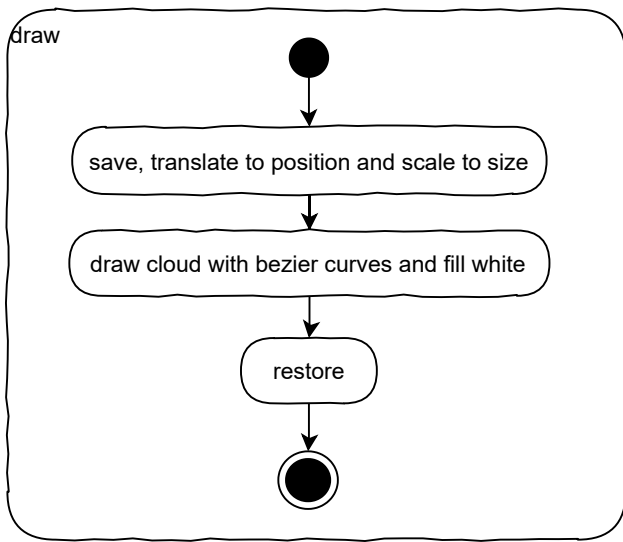 draw
save, translate to position and scale to size
draw cloud with bezier curves and fill white
restore